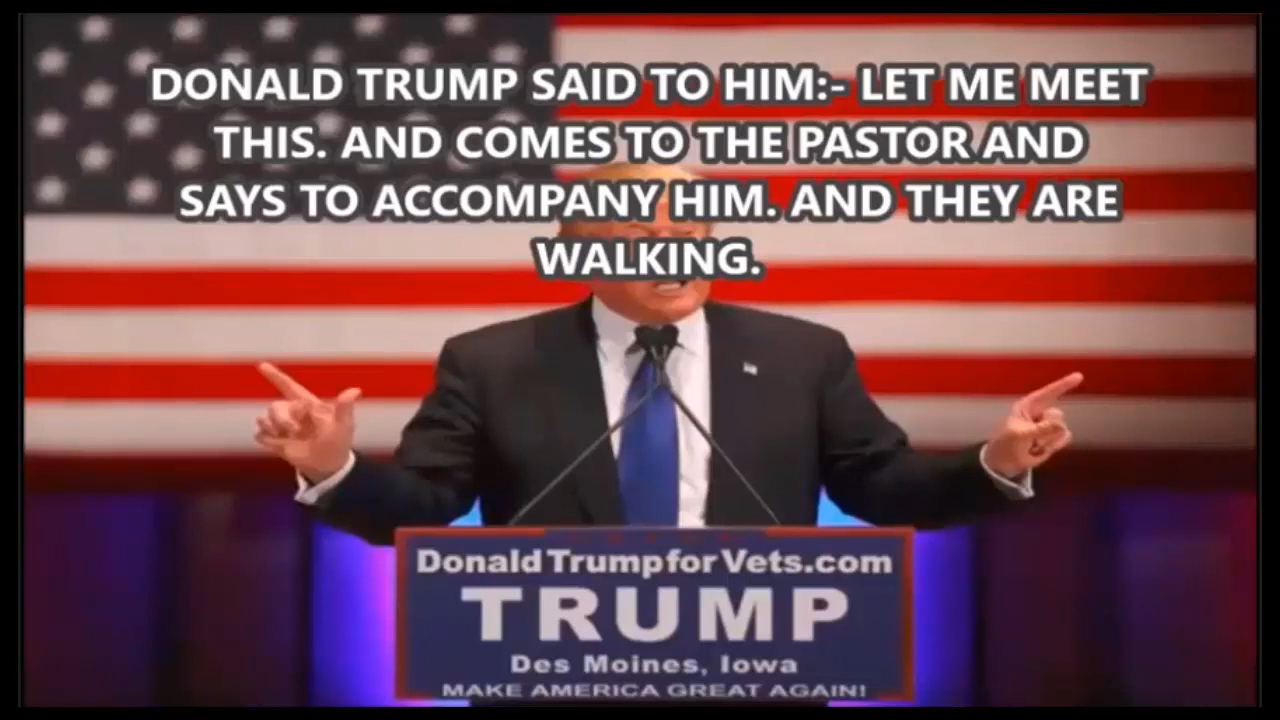 DONALD TRUMP SAID TO HIM:- LET ME MEET
THIS. AND COMES TO THE PASTOR AND
SAYS TO ACCOMPANY HIM. AND THEY ARE
WALKING.
DonaldTrumpforVets.com
TRUMP
Des Moines, Iowa
MAKE AMERICA GREAT AGAIN!